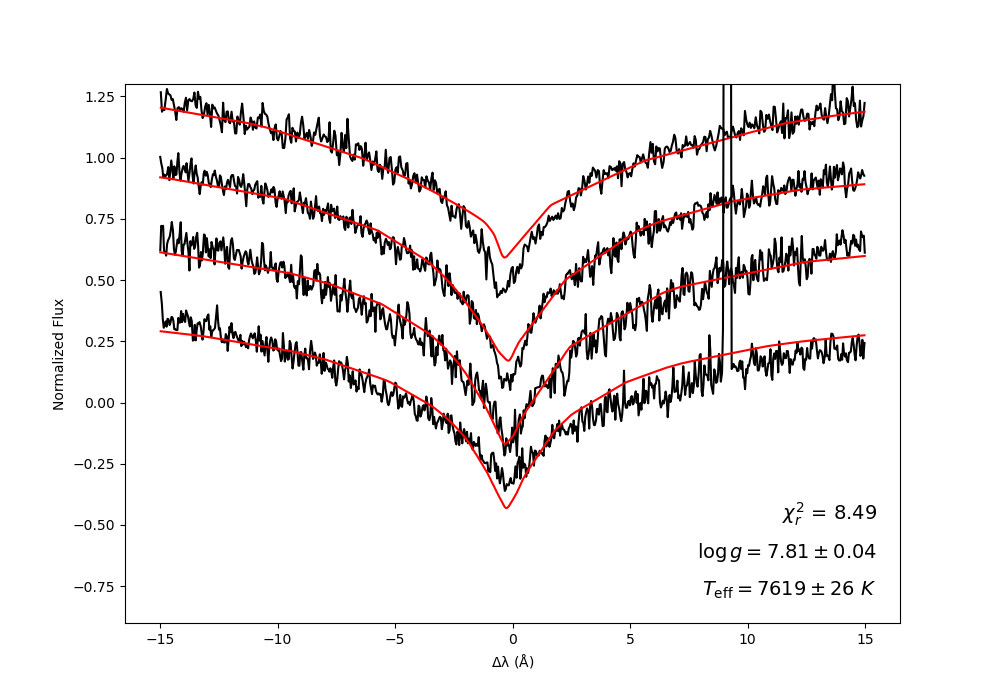 1.25
1.00
0.75
0.50
0.25
0.00
−0.25
−0.50
−0.75
Normalized Flux
χ²ᵣ = 8.49
log g = 7.81 ± 0.04
T_eff = 7619 ± 26 K
−15 −10 −5 0 5 10 15
Δλ (Å)